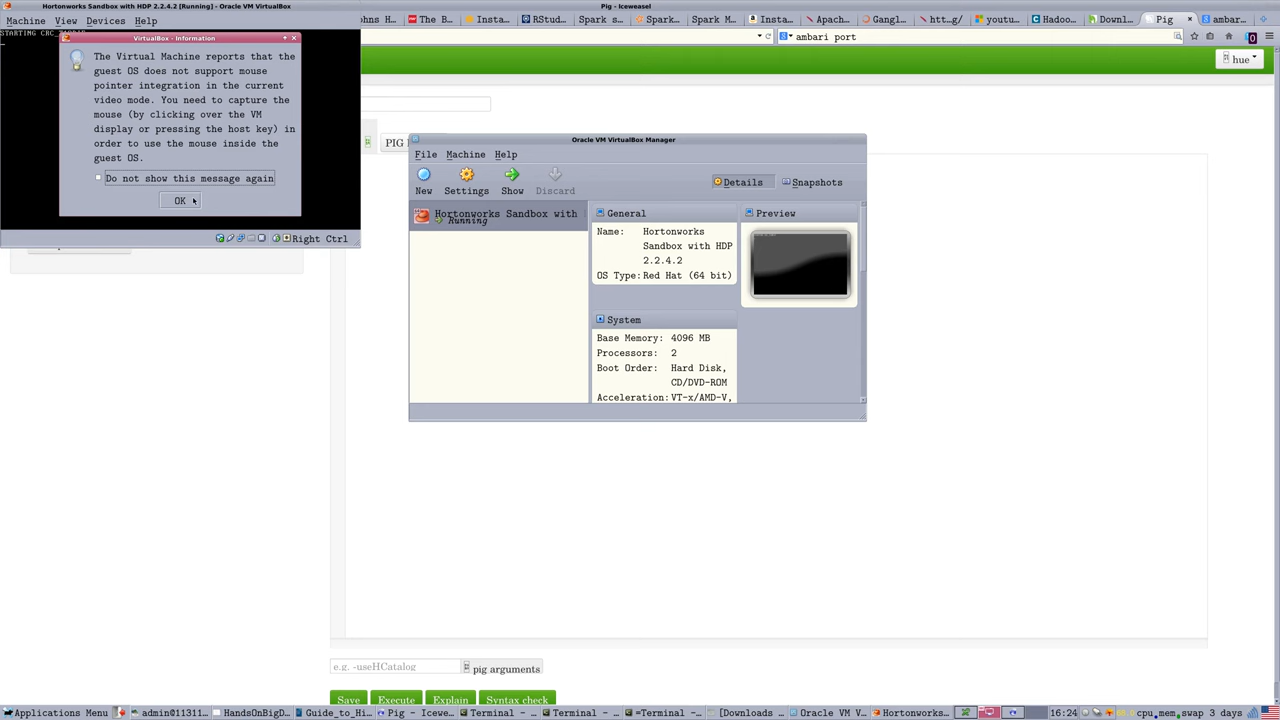 Hortonworks Sandbox with HDP 2.2.4.2 [Running] - Oracle VM VirtualBox
Machine View Devices Help
VirtualBox - Information
The Virtual Machine reports that the
guest OS does not support mouse
pointer integration in the current
video mode. You need to capture the
mouse (by clicking over the VM
display or pressing the host key) in
order to use the mouse inside the
guest OS.
Do not show this message again
OK
Right Ctrl
Pig - Iceweasel
ohns H...
The B...
Insta...
RStud...
Spark s...
Spark...
Spark M...
Insta...
Apach...
Gangl...
htt...g/
youtu...
Hadoo...
Downl...
Pig
ambar...
ambari port
hue
PIG
Oracle VM VirtualBox Manager
File Machine Help
New Settings Show Discard
Details Snapshots
Hortonworks Sandbox with
Running
General
Name: Hortonworks
Sandbox with HDP
2.2.4.2
OS Type: Red Hat (64 bit)
Preview
System
Base Memory: 4096 MB
Processors: 2
Boot Order: Hard Disk,
CD/DVD-ROM
Acceleration: VT-x/AMD-V,
e.g. -useHCatalog
pig arguments
Save Execute Explain Syntax check
Applications Menu
admin@11311...
HandsOnBigD...
Guide_to_Hi...
Pig - Icewe...
Terminal - ...
Terminal - ...
=Terminal -...
[Downloads ...
Oracle VM V...
Hortonworks...
16:24
cpu mem swap 3 days